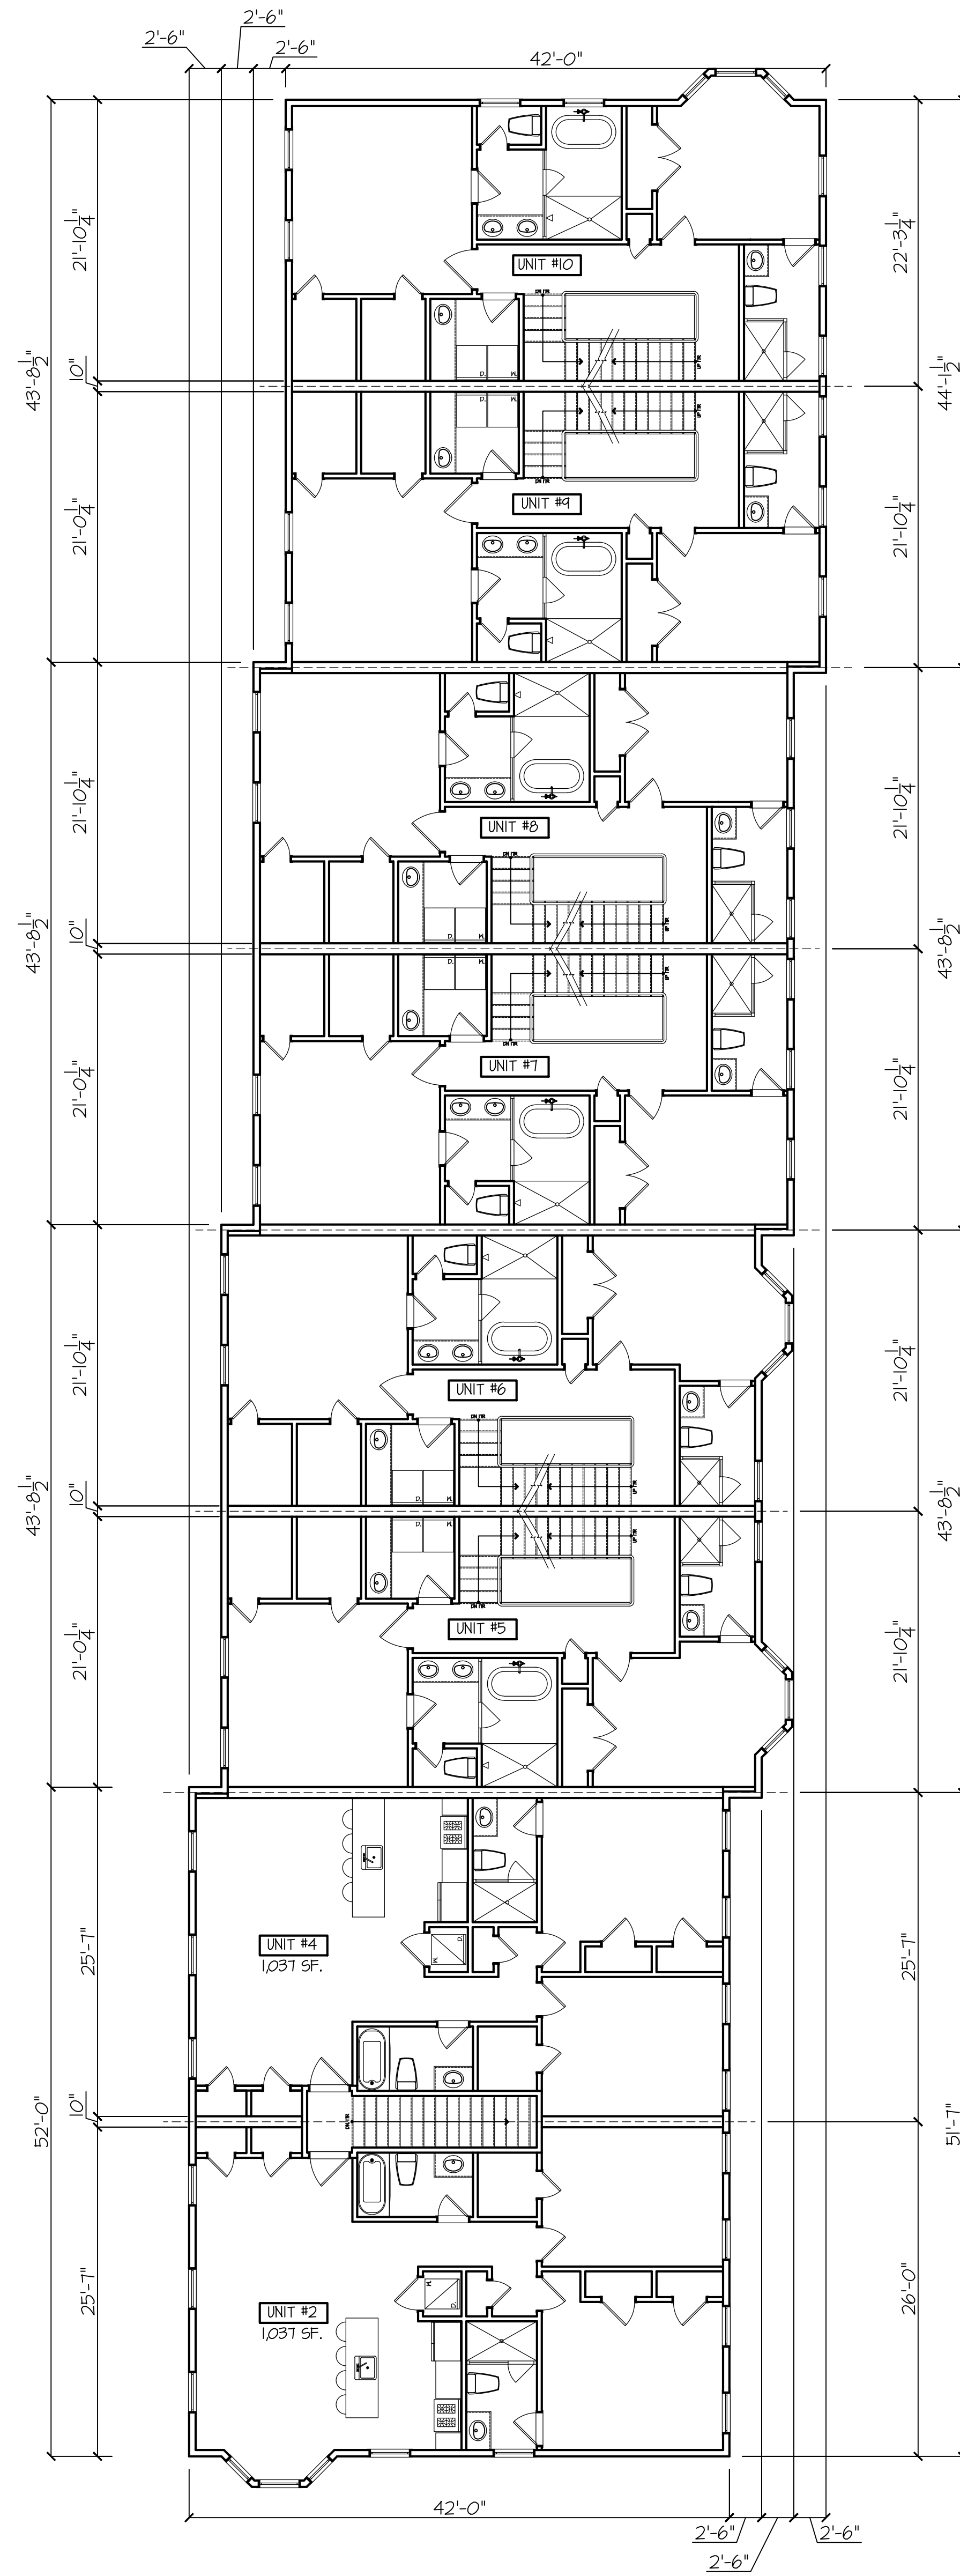 2'-6"
2'-6"
2'-6"
42'-0"
21'-10 1/4"
22'-3 1/4"
UNIT #10
DN 11R
UP 11R
D.
W.
43'-8 1/2"
10"
44'-1 1/2"
D.
W.
UNIT #9
21'-0 1/4"
21'-10 1/4"
21'-10 1/4"
21'-10 1/4"
UNIT #8
D.
W.
43'-8 1/2"
10"
43'-8 1/2"
D.
W.
UNIT #7
21'-0 1/4"
21'-10 1/4"
21'-10 1/4"
21'-10 1/4"
UNIT #6
D.
W.
43'-8 1/2"
10"
43'-8 1/2"
D.
W.
UNIT #5
21'-0 1/4"
21'-10 1/4"
25'-7"
25'-7"
UNIT #4
1,037 SF.
D.
W.
52'-0"
10"
51'-7"
25'-7"
26'-0"
W.
D.
UNIT #2
1,037 SF.
42'-0"
2'-6"
2'-6"
2'-6"